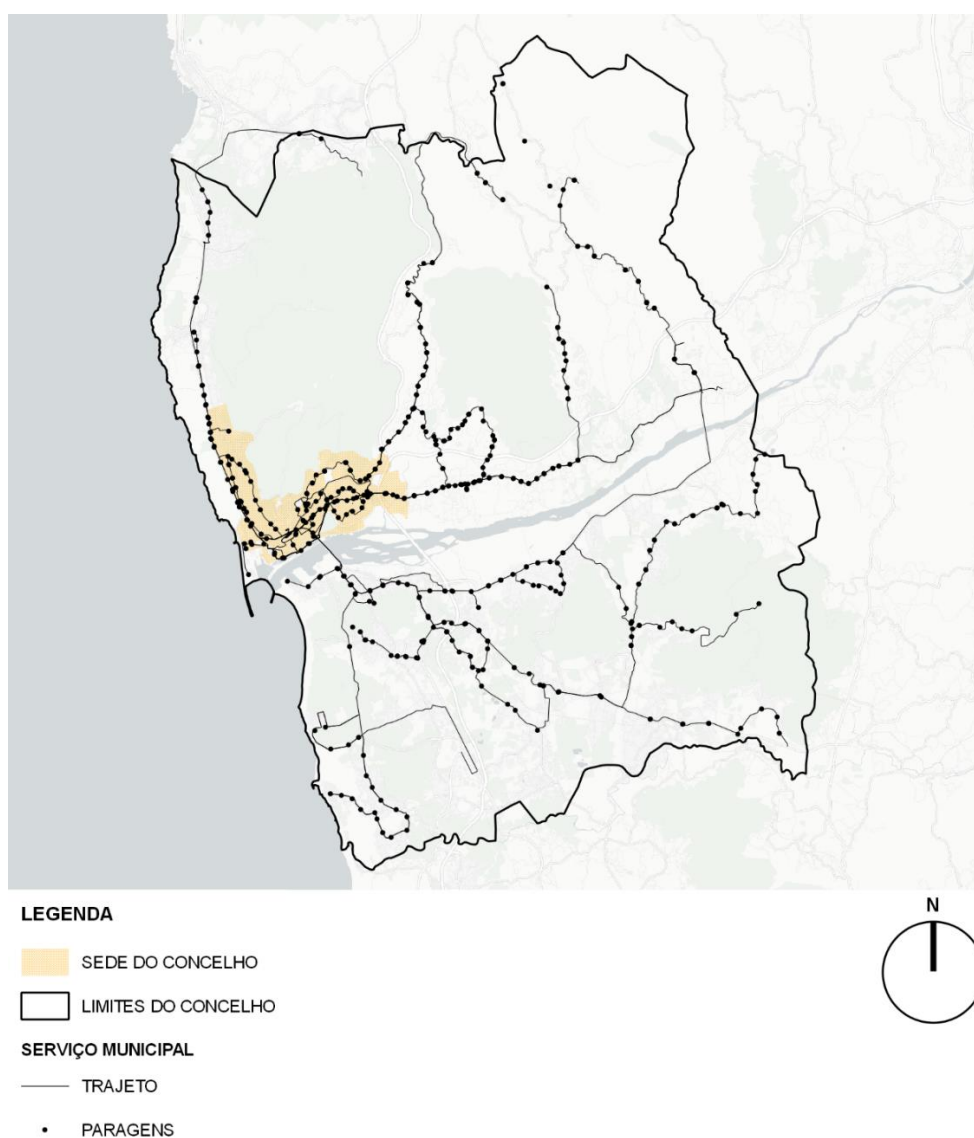 LEGENDA
N
SEDE DO CONCELHO
LIMITES DO CONCELHO
SERVIÇO MUNICIPAL
TRAJETO
PARAGENS